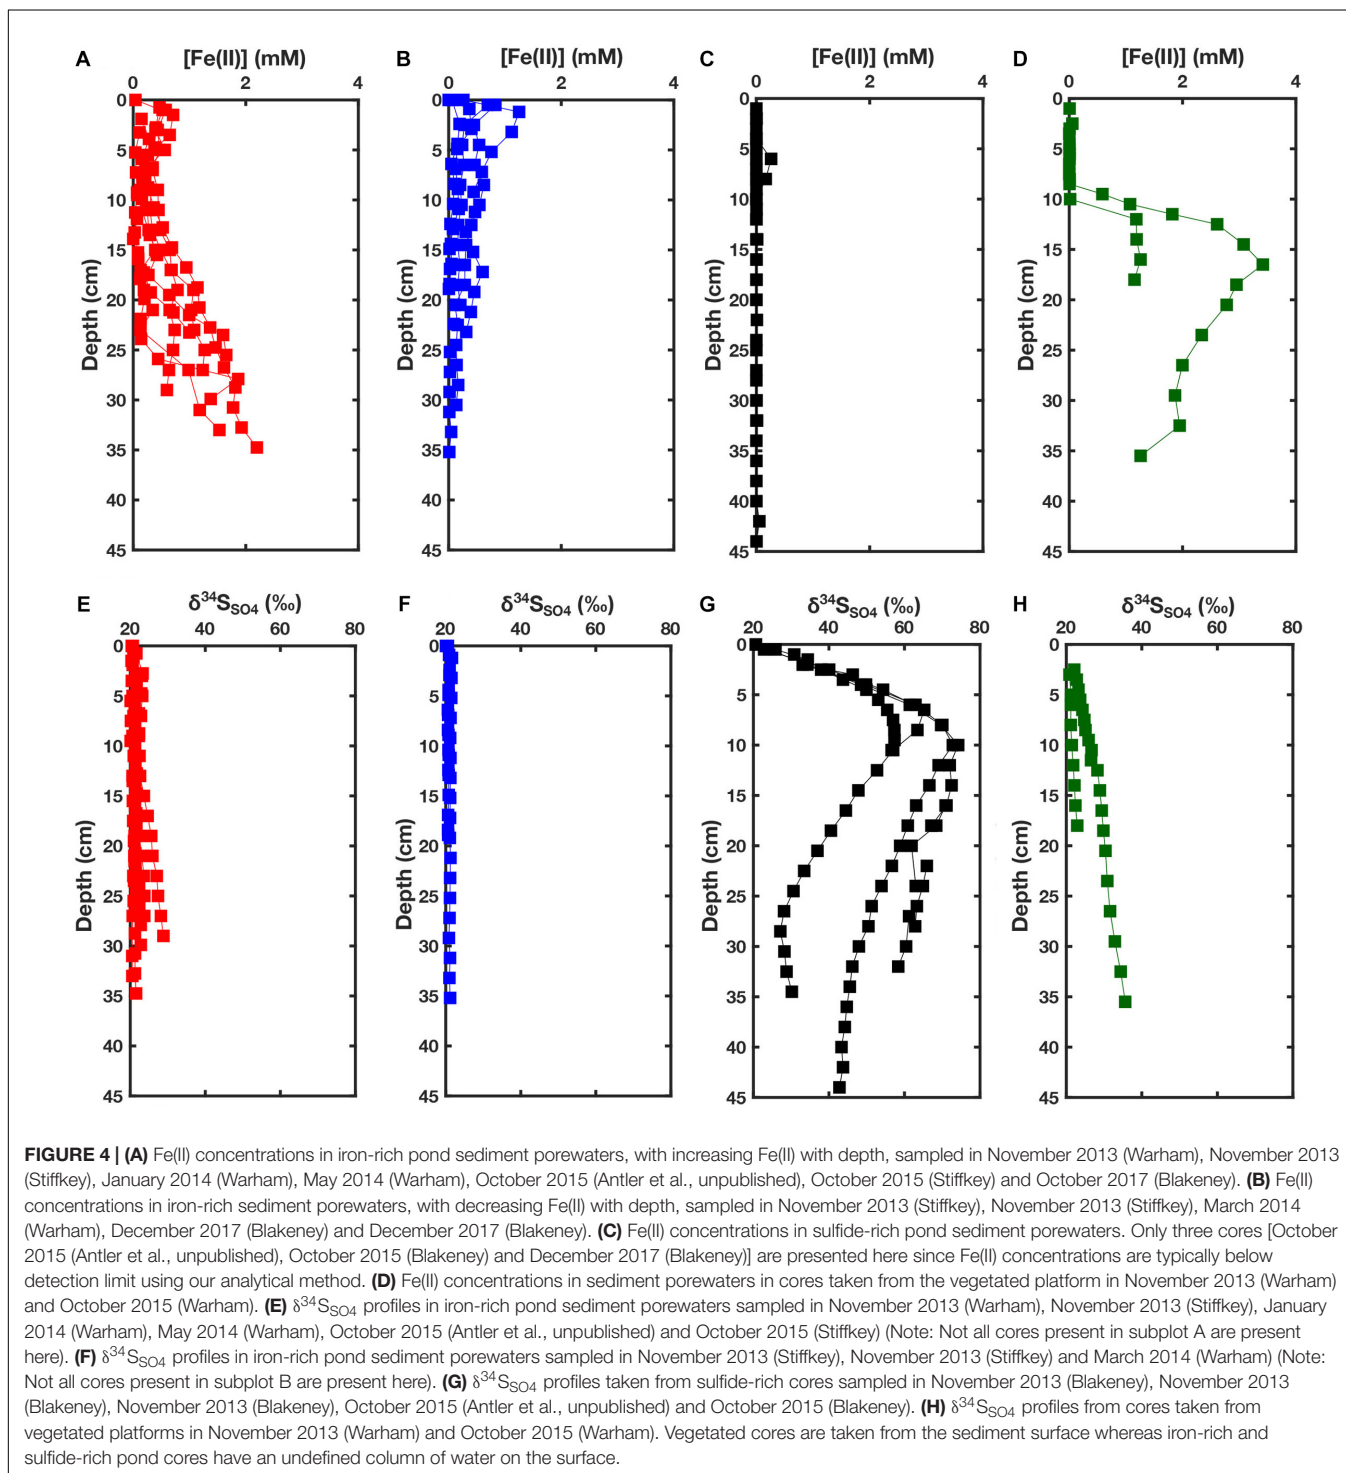 A [Fe(II)] (mM) B [Fe(II)] (mM) C [Fe(II)] (mM) D [Fe(II)] (mM)
0 2 4 0 2 4 0 2 4 0 2 4
0 5 10 15 20 25 30 35 40 45 Depth (cm)
0 5 10 15 20 25 30 35 40 45 Depth (cm)
0 5 10 15 20 25 30 35 40 45 Depth (cm)
0 5 10 15 20 25 30 35 40 45 Depth (cm)
E δ34SSO4 (‰) F δ34SSO4 (‰) G δ34SSO4 (‰) H δ34SSO4 (‰)
20 40 60 80 20 40 60 80 20 40 60 80 20 40 60 80
0 5 10 15 20 25 30 35 40 45 Depth (cm)
0 5 10 15 20 25 30 35 40 45 Depth (cm)
0 5 10 15 20 25 30 35 40 45 Depth (cm)
0 5 10 15 20 25 30 35 40 45 Depth (cm)
FIGURE 4 | (A) Fe(II) concentrations in iron-rich pond sediment porewaters, with increasing Fe(II) with depth, sampled in November 2013 (Warham), November 2013
(Stiffkey), January 2014 (Warham), May 2014 (Warham), October 2015 (Antler et al., unpublished), October 2015 (Stiffkey) and October 2017 (Blakeney). (B) Fe(II)
concentrations in iron-rich sediment porewaters, with decreasing Fe(II) with depth, sampled in November 2013 (Stiffkey), November 2013 (Stiffkey), March 2014
(Warham), December 2017 (Blakeney) and December 2017 (Blakeney). (C) Fe(II) concentrations in sulfide-rich pond sediment porewaters. Only three cores [October
2015 (Antler et al., unpublished), October 2015 (Blakeney) and December 2017 (Blakeney)] are presented here since Fe(II) concentrations are typically below
detection limit using our analytical method. (D) Fe(II) concentrations in sediment porewaters in cores taken from the vegetated platform in November 2013 (Warham)
and October 2015 (Warham). (E) δ34SSO4 profiles in iron-rich pond sediment porewaters sampled in November 2013 (Warham), November 2013 (Stiffkey), January
2014 (Warham), May 2014 (Warham), October 2015 (Antler et al., unpublished) and October 2015 (Stiffkey) (Note: Not all cores present in subplot A are present
here). (F) δ34SSO4 profiles in iron-rich pond sediment porewaters sampled in November 2013 (Stiffkey), November 2013 (Stiffkey) and March 2014 (Warham) (Note:
Not all cores present in subplot B are present here). (G) δ34SSO4 profiles taken from sulfide-rich cores sampled in November 2013 (Blakeney), November 2013
(Blakeney), November 2013 (Blakeney), October 2015 (Antler et al., unpublished) and October 2015 (Blakeney). (H) δ34SSO4 profiles from cores taken from
vegetated platforms in November 2013 (Warham) and October 2015 (Warham). Vegetated cores are taken from the sediment surface whereas iron-rich and
sulfide-rich pond cores have an undefined column of water on the surface.